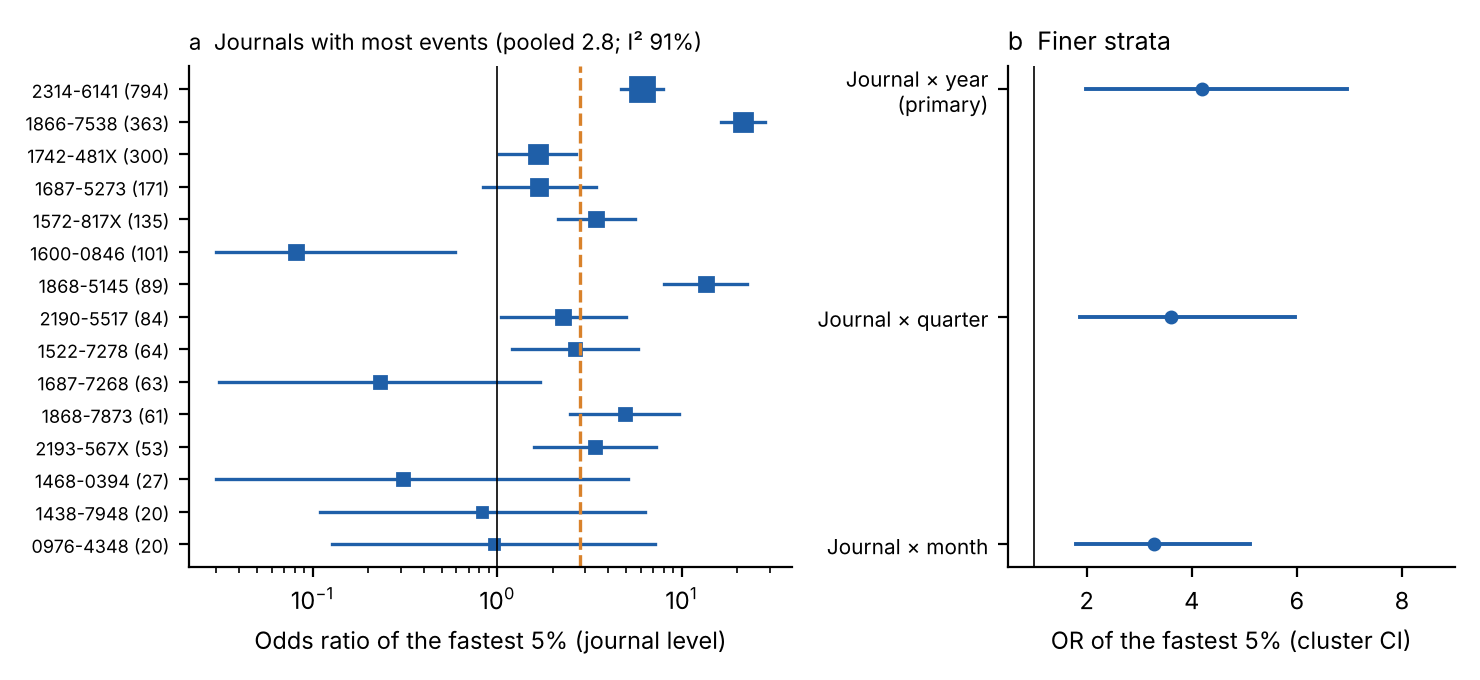 a Journals with most events (pooled 2.8; I² 91%)
2314-6141 (794)
1866-7538 (363)
1742-481X (300)
1687-5273 (171)
1572-817X (135)
1600-0846 (101)
1868-5145 (89)
2190-5517 (84)
1522-7278 (64)
1687-7268 (63)
1868-7873 (61)
2193-567X (53)
1468-0394 (27)
1438-7948 (20)
0976-4348 (20)
10⁻¹ 10⁰ 10¹
Odds ratio of the fastest 5% (journal level)
b Finer strata
Journal × year
(primary)
Journal × quarter
Journal × month
2 4 6 8
OR of the fastest 5% (cluster CI)